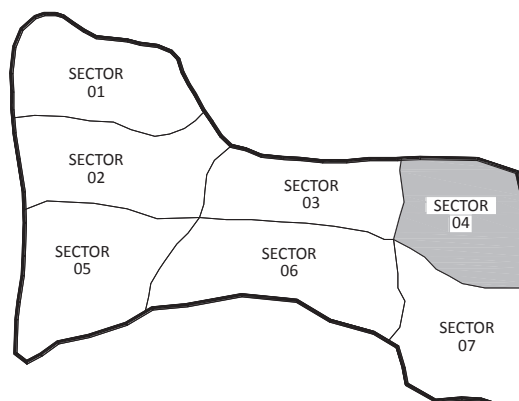 SECTOR
01
SECTOR
02
SECTOR
03
SECTOR
04
SECTOR
05
SECTOR
06
SECTOR
07